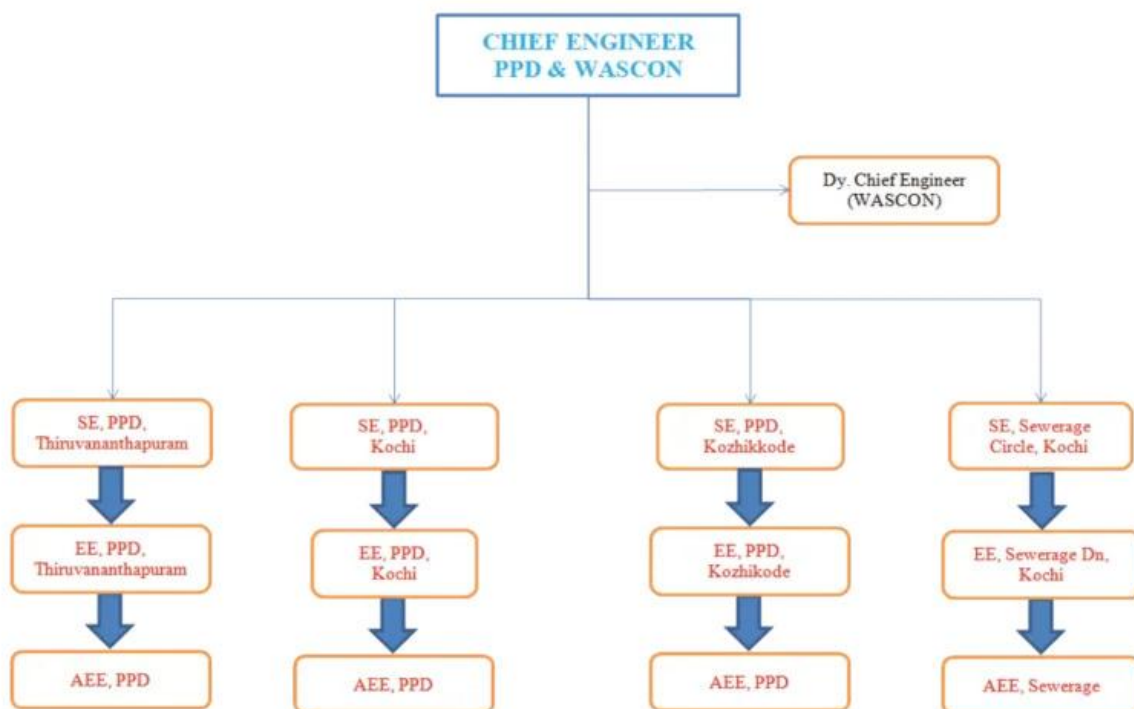 CHIEF ENGINEER
PPD & WASCON
Dy. Chief Engineer
(WASCON)
SE, PPD,
Thiruvananthapuram
SE, PPD,
Kochi
SE, PPD,
Kozhikkode
SE, Sewerage
Circle, Kochi
EE, PPD,
Thiruvananthapuram
EE, PPD,
Kochi
EE, PPD,
Kozhikode
EE, Sewerage Dn,
Kochi
AEE, PPD
AEE, PPD
AEE, PPD
AEE, Sewerage